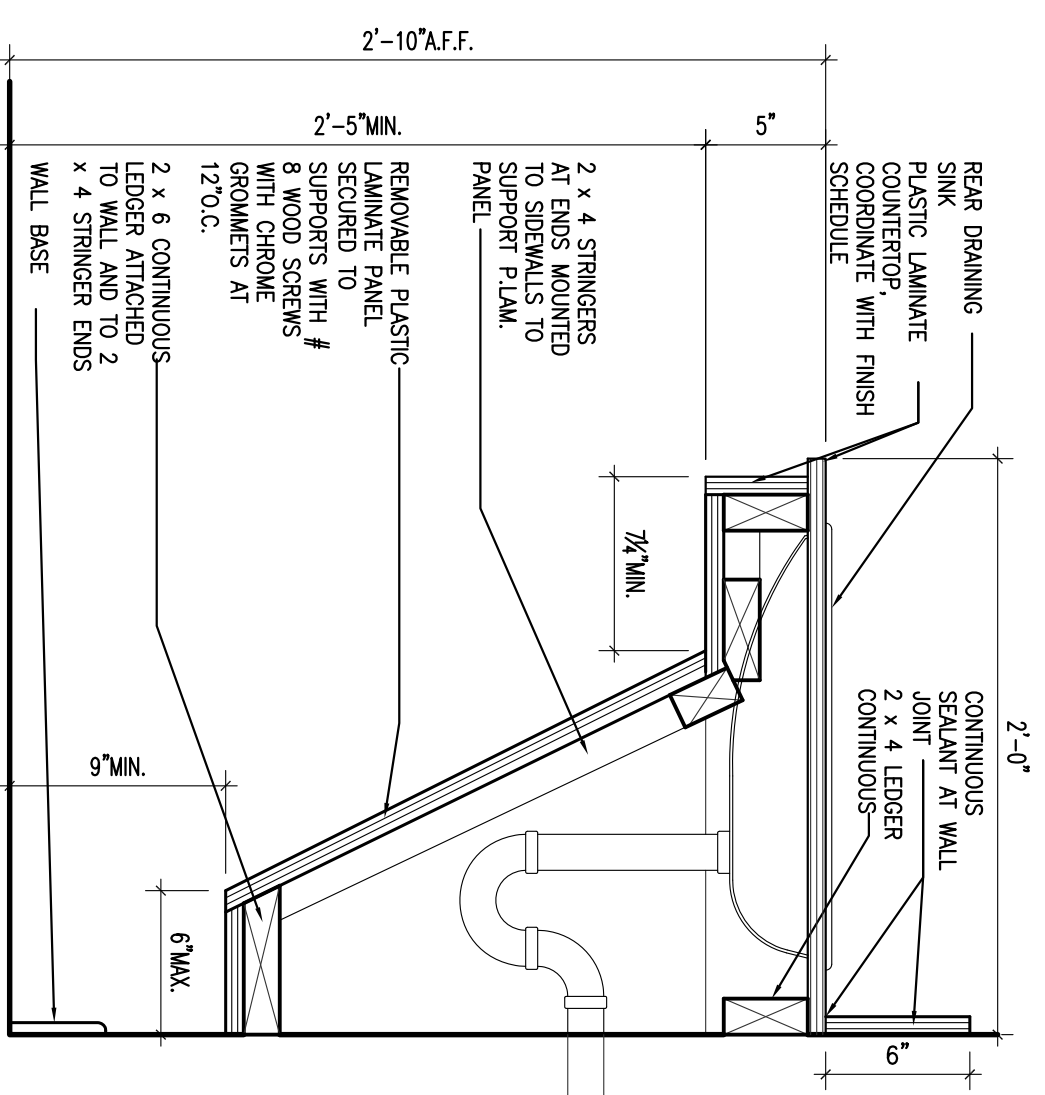 REAR DRAINING
SINK
PLASTIC LAMINATE
COUNTERTOP,
COORDINATE WITH FINISH
SCHEDULE
2 x 4 STRINGERS
AT ENDS MOUNTED
TO SIDEWALLS TO
SUPPORT P.LAM.
PANEL
REMOVABLE PLASTIC
LAMINATE PANEL
SECURED TO
SUPPORTS WITH #
8 WOOD SCREWS
WITH CHROME
GROMMETS AT
12"O.C.
2 x 6 CONTINUOUS
LEDGER ATTACHED
TO WALL AND TO 2
x 4 STRINGER ENDS
WALL BASE
CONTINUOUS
SEALANT AT WALL
JOINT
2 x 4 LEDGER
CONTINUOUS
2'-0"
7¼"MIN.
6"MAX.
2'-10"A.F.F.
2'-5"MIN.
5"
9"MIN.
6"